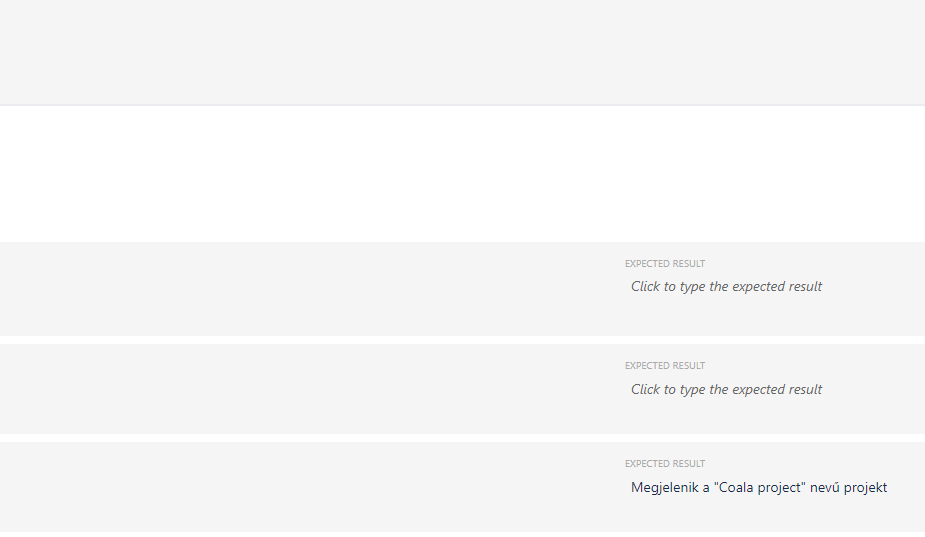 EXPECTED RESULT
Click to type the expected result
EXPECTED RESULT
Click to type the expected result
EXPECTED RESULT
Megjelenik a "Coala project" nevű projekt